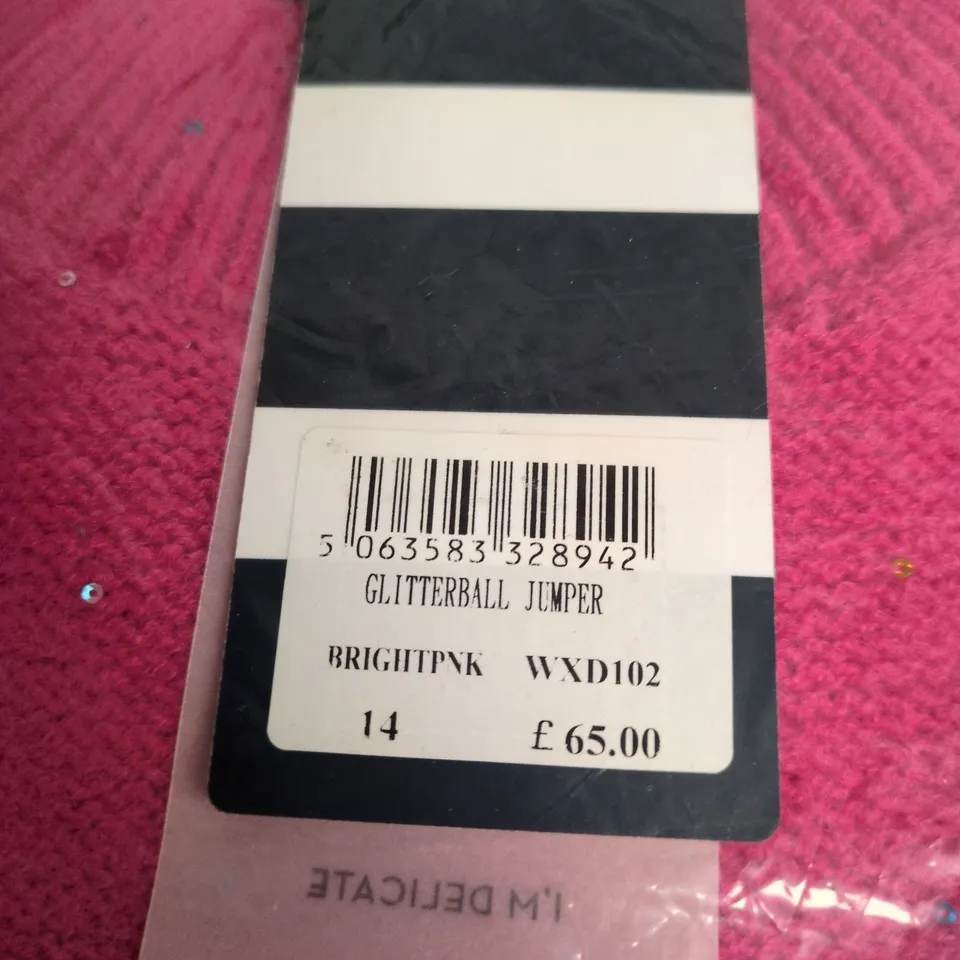 5 063583 328942
GLITTERBALL JUMPER
BRIGHTPNK WXD102
14 £ 65.00
I'M DELICATE